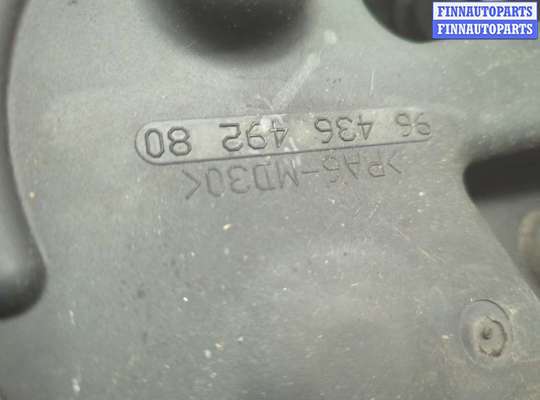 FINNAUTOPARTS
FINNAUTOPARTS
>PA6-MD30<
96 436 492 80